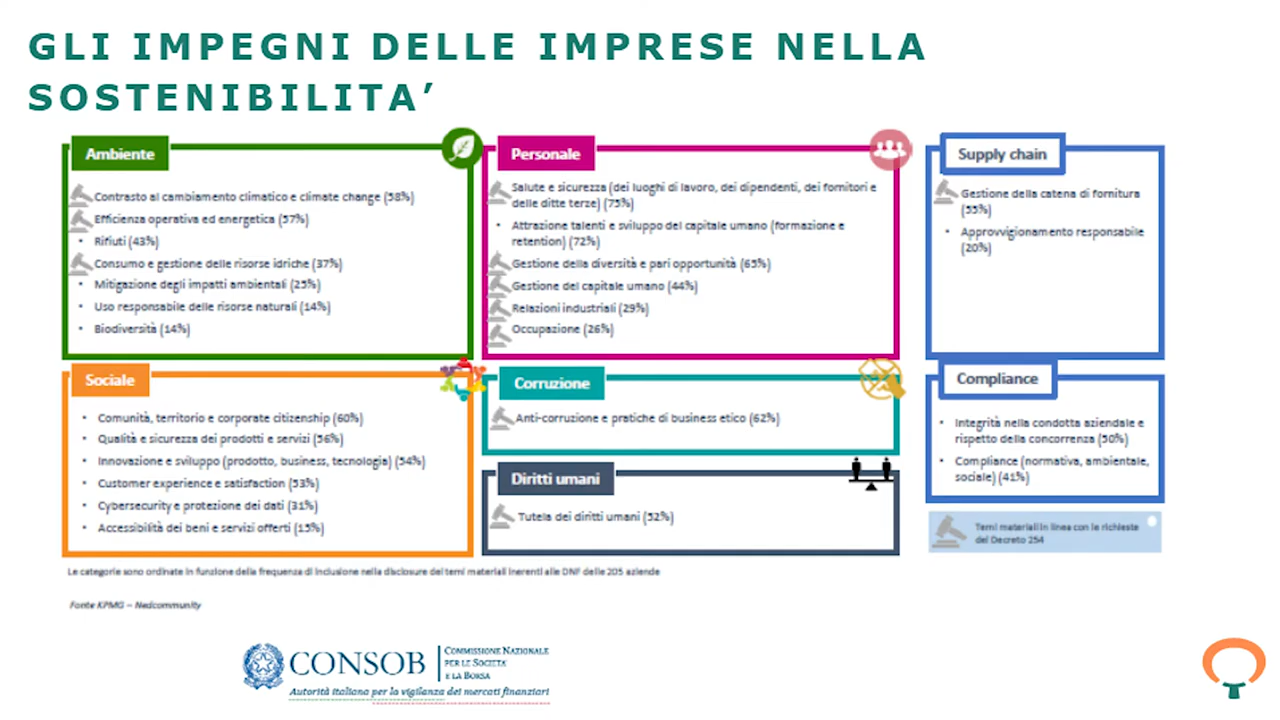 GLI IMPEGNI DELLE IMPRESE NELLA
SOSTENIBILITA’
Ambiente
Contrasto al cambiamento climatico e climate change (58%)
Efficienza operativa ed energetica (57%)
• Rifiuti (43%)
Consumo e gestione delle risorse idriche (37%)
• Mitigazione degli impatti ambientali (25%)
• Uso responsabile delle risorse naturali (14%)
• Biodiversità (14%)
Personale
Salute e sicurezza (dei luoghi di lavoro, dei dipendenti, dei fornitori e
delle ditte terze) (75%)
• Attrazione talenti e sviluppo del capitale umano (formazione e
retention) (72%)
Gestione della diversità e pari opportunità (65%)
Gestione del capitale umano (44%)
Relazioni industriali (29%)
Occupazione (26%)
Supply chain
Gestione della catena di fornitura
(55%)
• Approvvigionamento responsabile
(20%)
Sociale
• Comunità, territorio e corporate citizenship (60%)
• Qualità e sicurezza dei prodotti e servizi (56%)
• Innovazione e sviluppo (prodotto, business, tecnologia) (54%)
• Customer experience e satisfaction (53%)
• Cybersecurity e protezione dei dati (31%)
• Accessibilità dei beni e servizi offerti (15%)
Corruzione
Anti-corruzione e pratiche di business etico (62%)
Diritti umani
Tutela dei diritti umani (52%)
Compliance
• Integrità nella condotta aziendale e
rispetto della concorrenza (50%)
• Compliance (normativa, ambientale,
sociale) (41%)
Temi materiali in linea con le richieste
del Decreto 254
Le categorie sono ordinate in funzione della frequenza di inclusione nella disclosure dei temi materiali inerenti alle DNF delle 205 aziende
Fonte KPMG – Nedcommunity
CONSOB
COMMISSIONE NAZIONALE
PER LE SOCIETÀ
E LA BORSA
Autorità italiana per la vigilanza dei mercati finanziari